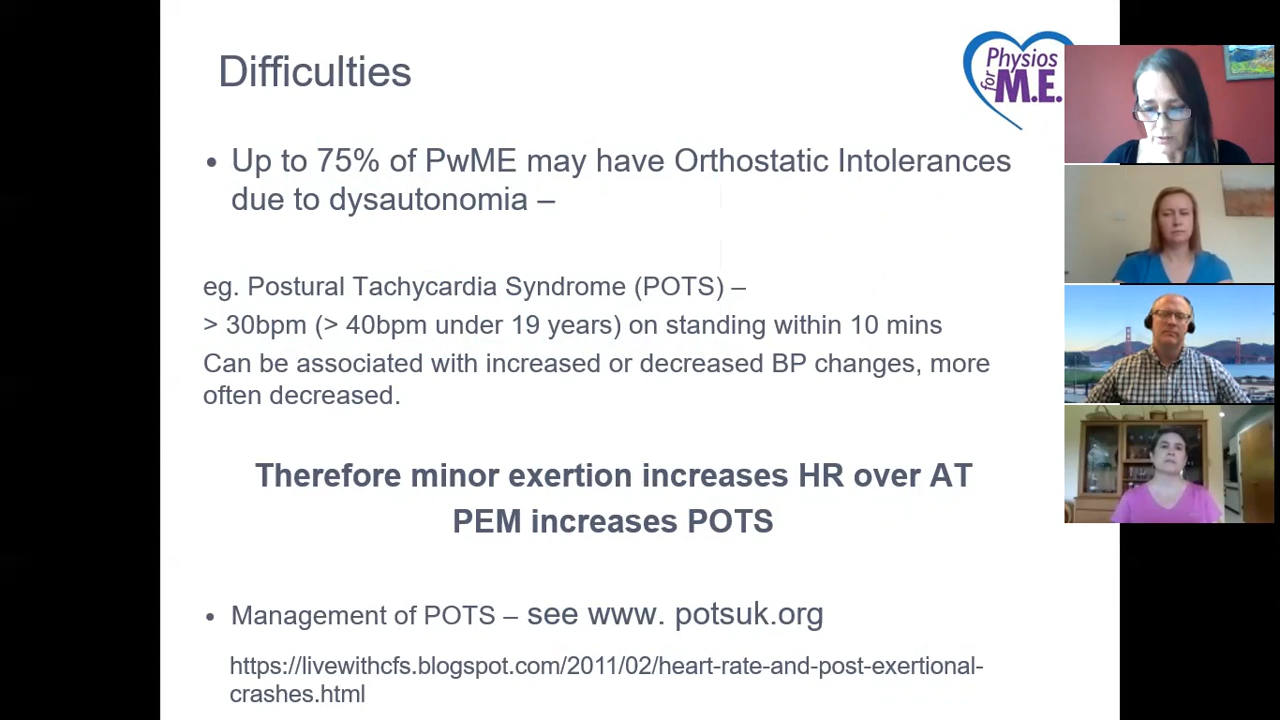 Difficulties
Physios
for M.E.
• Up to 75% of PwME may have Orthostatic Intolerances
due to dysautonomia –
eg. Postural Tachycardia Syndrome (POTS) –
> 30bpm (> 40bpm under 19 years) on standing within 10 mins
Can be associated with increased or decreased BP changes, more
often decreased.
Therefore minor exertion increases HR over AT
PEM increases POTS
• Management of POTS – see www. potsuk.org
https://livewithcfs.blogspot.com/2011/02/heart-rate-and-post-exertional-
crashes.html